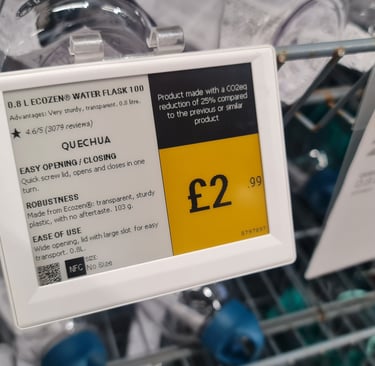 0.8 L ECOZEN® WATER FLASK 100
Advantages: Very sturdy, transparent, 0.8 litre.
★ 4.6/5 (3079 reviews)
QUECHUA
EASY OPENING / CLOSING
Quick screw lid, opens and closes in one
turn.
ROBUSTNESS
Made from Ecozen®: transparent, sturdy
plastic, with no aftertaste. 103 g.
EASE OF USE
Wide opening, lid with large slot. for easy
transport. 0.8L.
NFC
SIZE
No Size
Product made with a CO2eq
reduction of 25% compared
to the previous or similar
product
£2.99